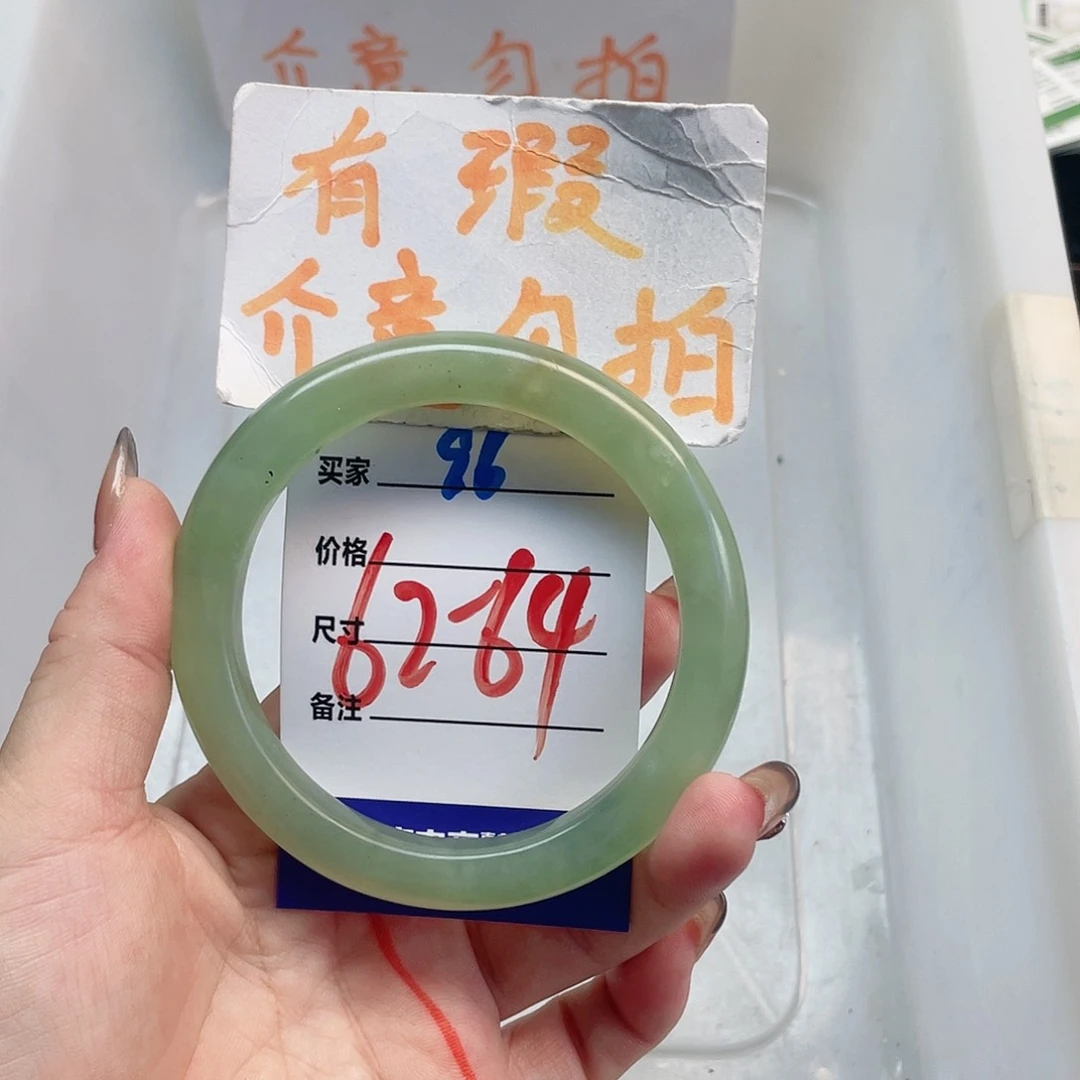 介意勿拍
有瑕
介意勿拍
买家 96
价格
尺寸 62-64
备注